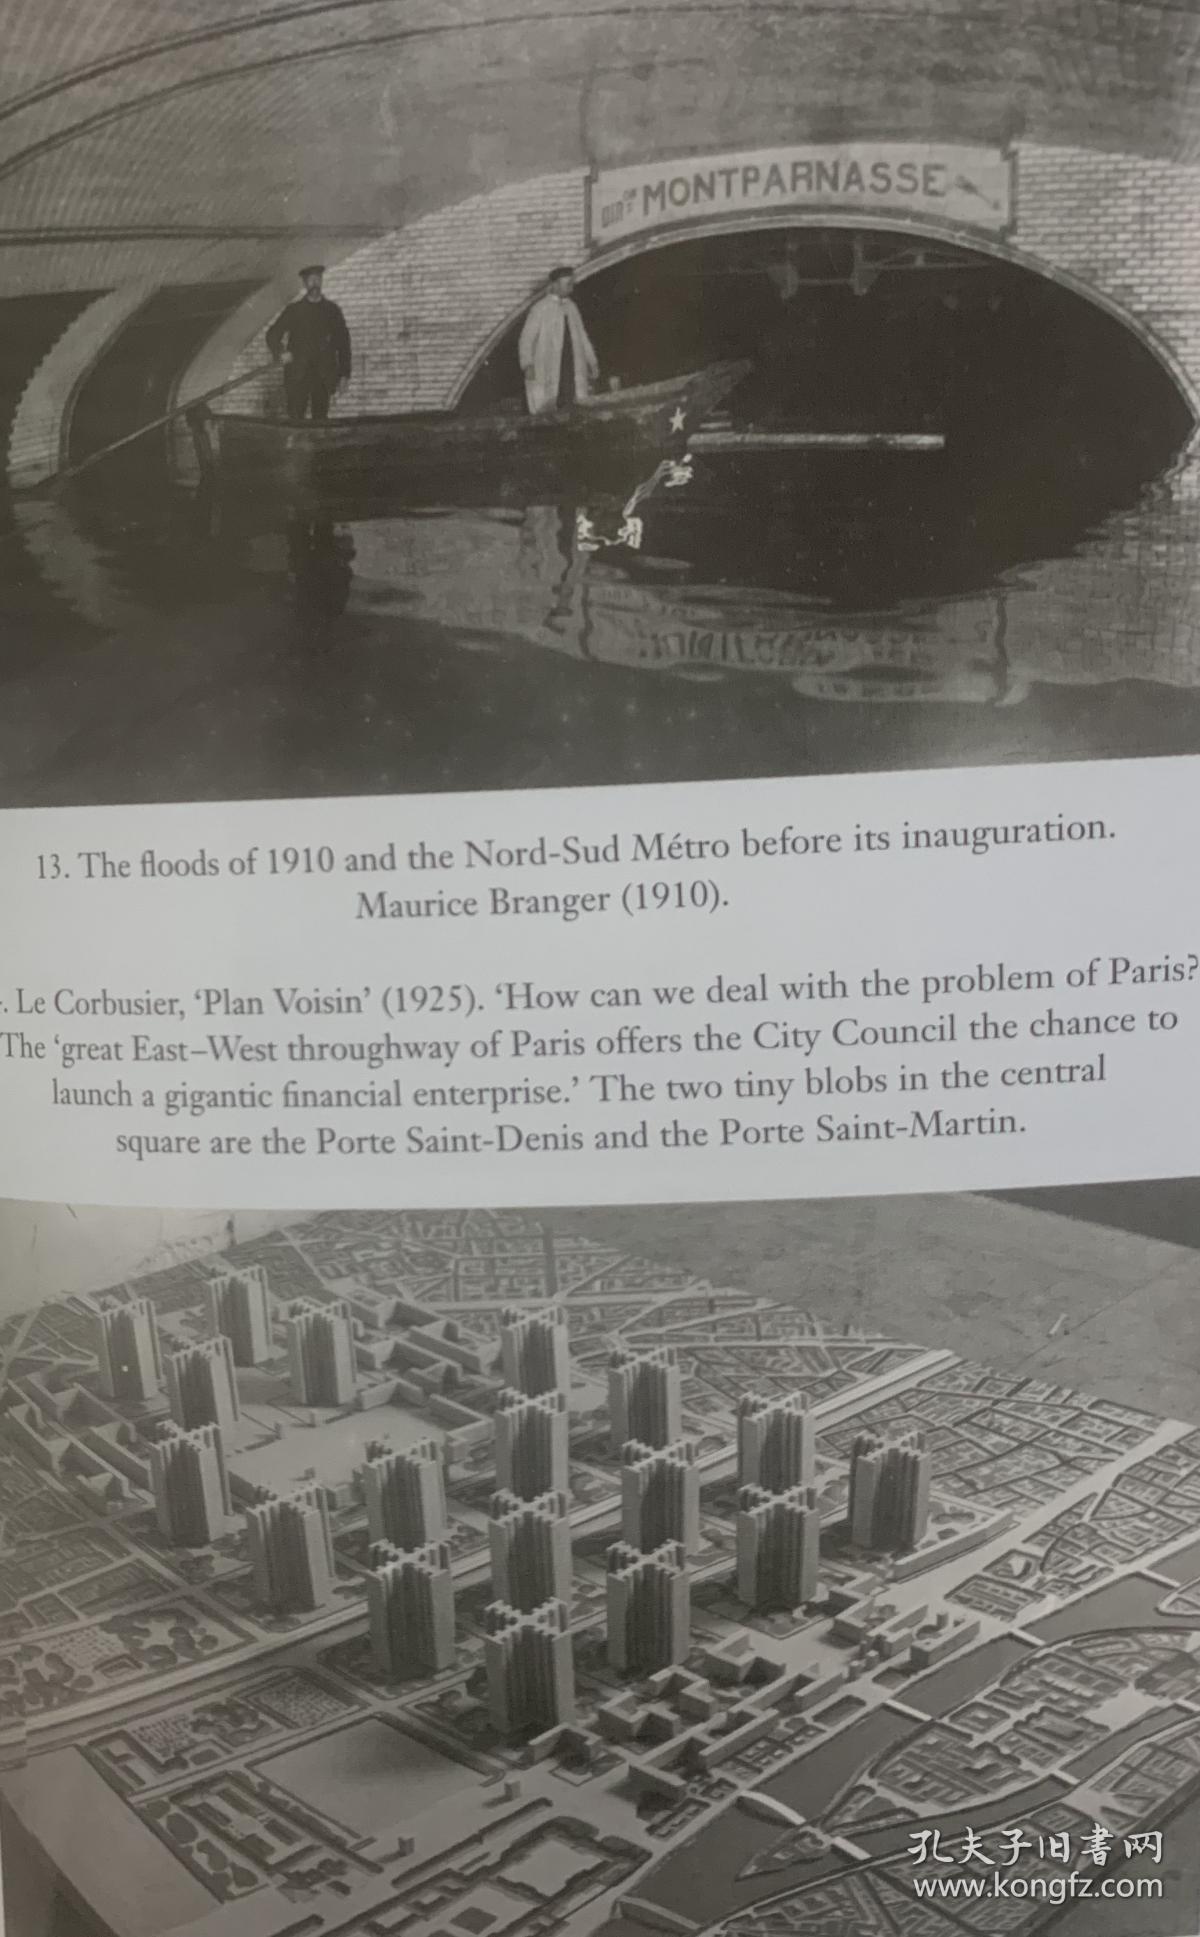 DIR.ON MONTPARNASSE
13. The floods of 1910 and the Nord-Sud Métro before its inauguration.
Maurice Branger (1910).
. Le Corbusier, ‘Plan Voisin’ (1925). ‘How can we deal with the problem of Paris?
The ‘great East–West throughway of Paris offers the City Council the chance to
launch a gigantic financial enterprise.’ The two tiny blobs in the central
square are the Porte Saint-Denis and the Porte Saint-Martin.
孔夫子旧书网
www.kongfz.com